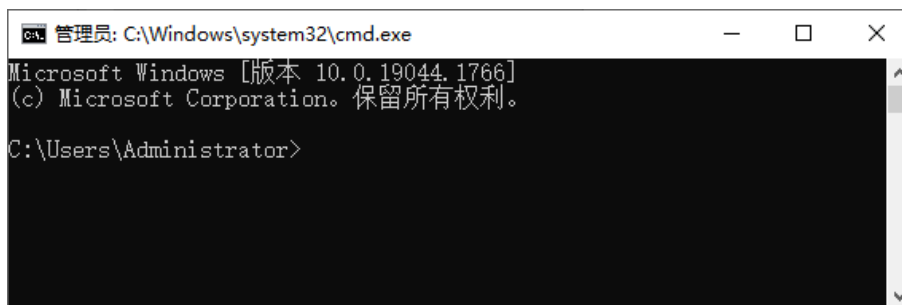 管理员: C:\Windows\system32\cmd.exe
Microsoft Windows [版本 10.0.19044.1766]
(c) Microsoft Corporation。保留所有权利。
C:\Users\Administrator>